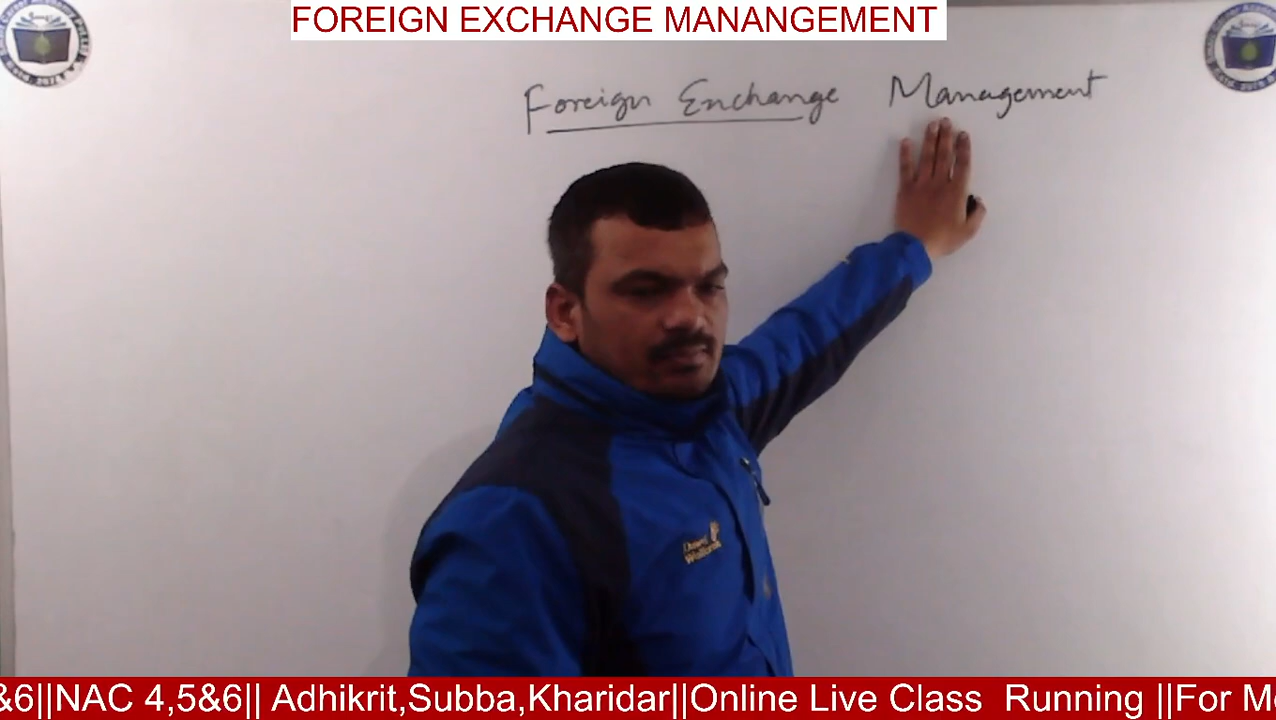 FOREIGN EXCHANGE MANANGEMENT
Foreign Exchange Management
&6||NAC 4,5&6|| Adhikrit,Subba,Kharidar||Online Live Class Running ||For Mo